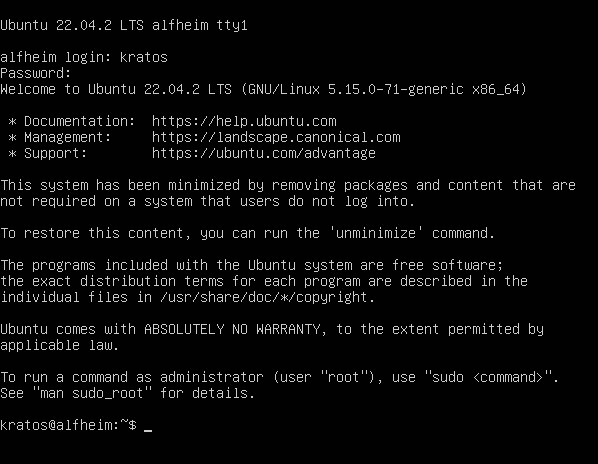 Ubuntu 22.04.2 LTS alfheim tty1
alfheim login: kratos
Password:
Welcome to Ubuntu 22.04.2 LTS (GNU/Linux 5.15.0-71-generic x86_64)
* Documentation:  https://help.ubuntu.com
* Management:     https://landscape.canonical.com
* Support:        https://ubuntu.com/advantage
This system has been minimized by removing packages and content that are
not required on a system that users do not log into.
To restore this content, you can run the 'unminimize' command.
The programs included with the Ubuntu system are free software;
the exact distribution terms for each program are described in the
individual files in /usr/share/doc/*/copyright.
Ubuntu comes with ABSOLUTELY NO WARRANTY, to the extent permitted by
applicable law.
To run a command as administrator (user "root"), use "sudo <command>".
See "man sudo_root" for details.
kratos@alfheim:~$ _